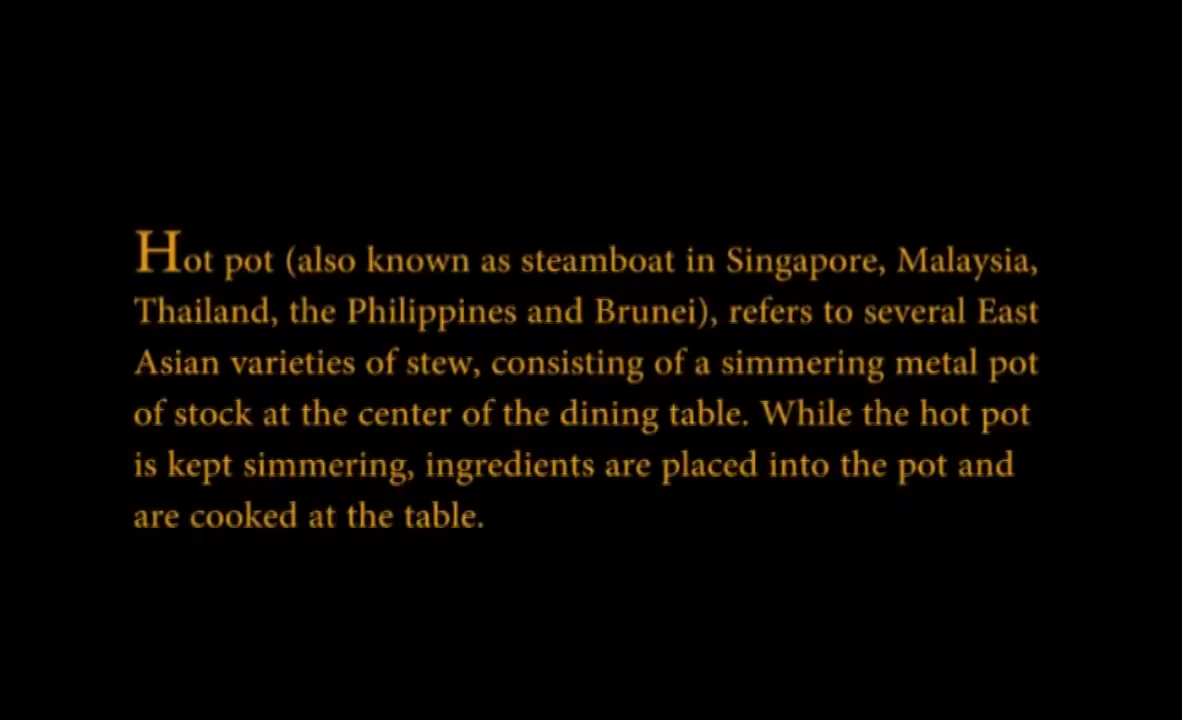 Hot pot (also known as steamboat in Singapore, Malaysia,
Thailand, the Philippines and Brunei), refers to several East
Asian varieties of stew, consisting of a simmering metal pot
of stock at the center of the dining table. While the hot pot
is kept simmering, ingredients are placed into the pot and
are cooked at the table.